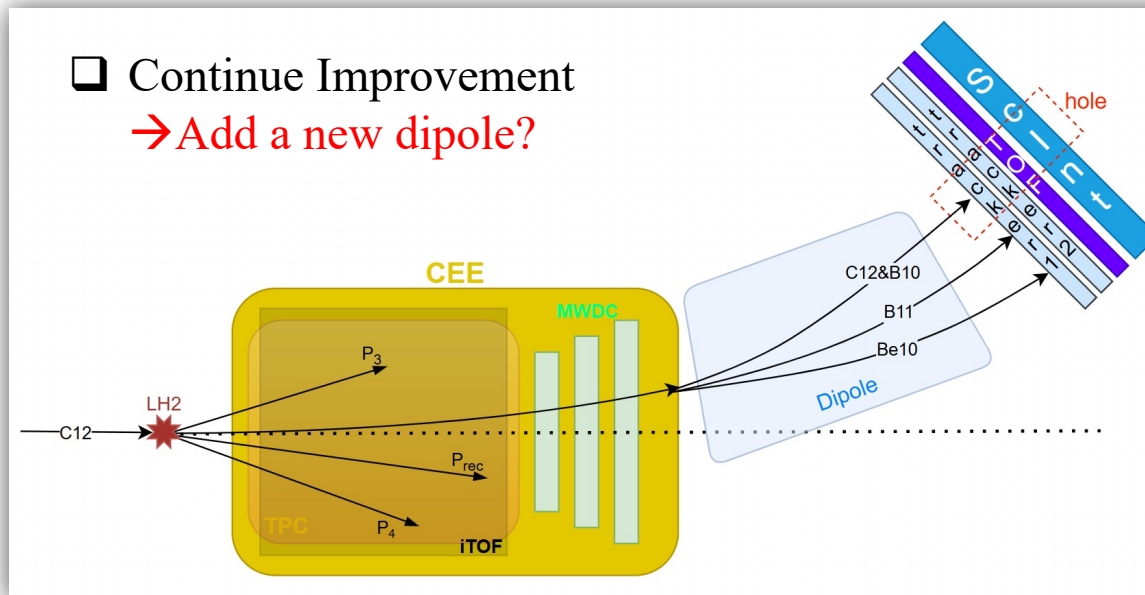 Continue Improvement
→Add a new dipole?
Scint
hole
TOF
tracker2
tracker1
C12&B10
CEE
MWDC
B11
P3
Be10
LH2
Dipole
C12
Prec
TPC
P4
iTOF